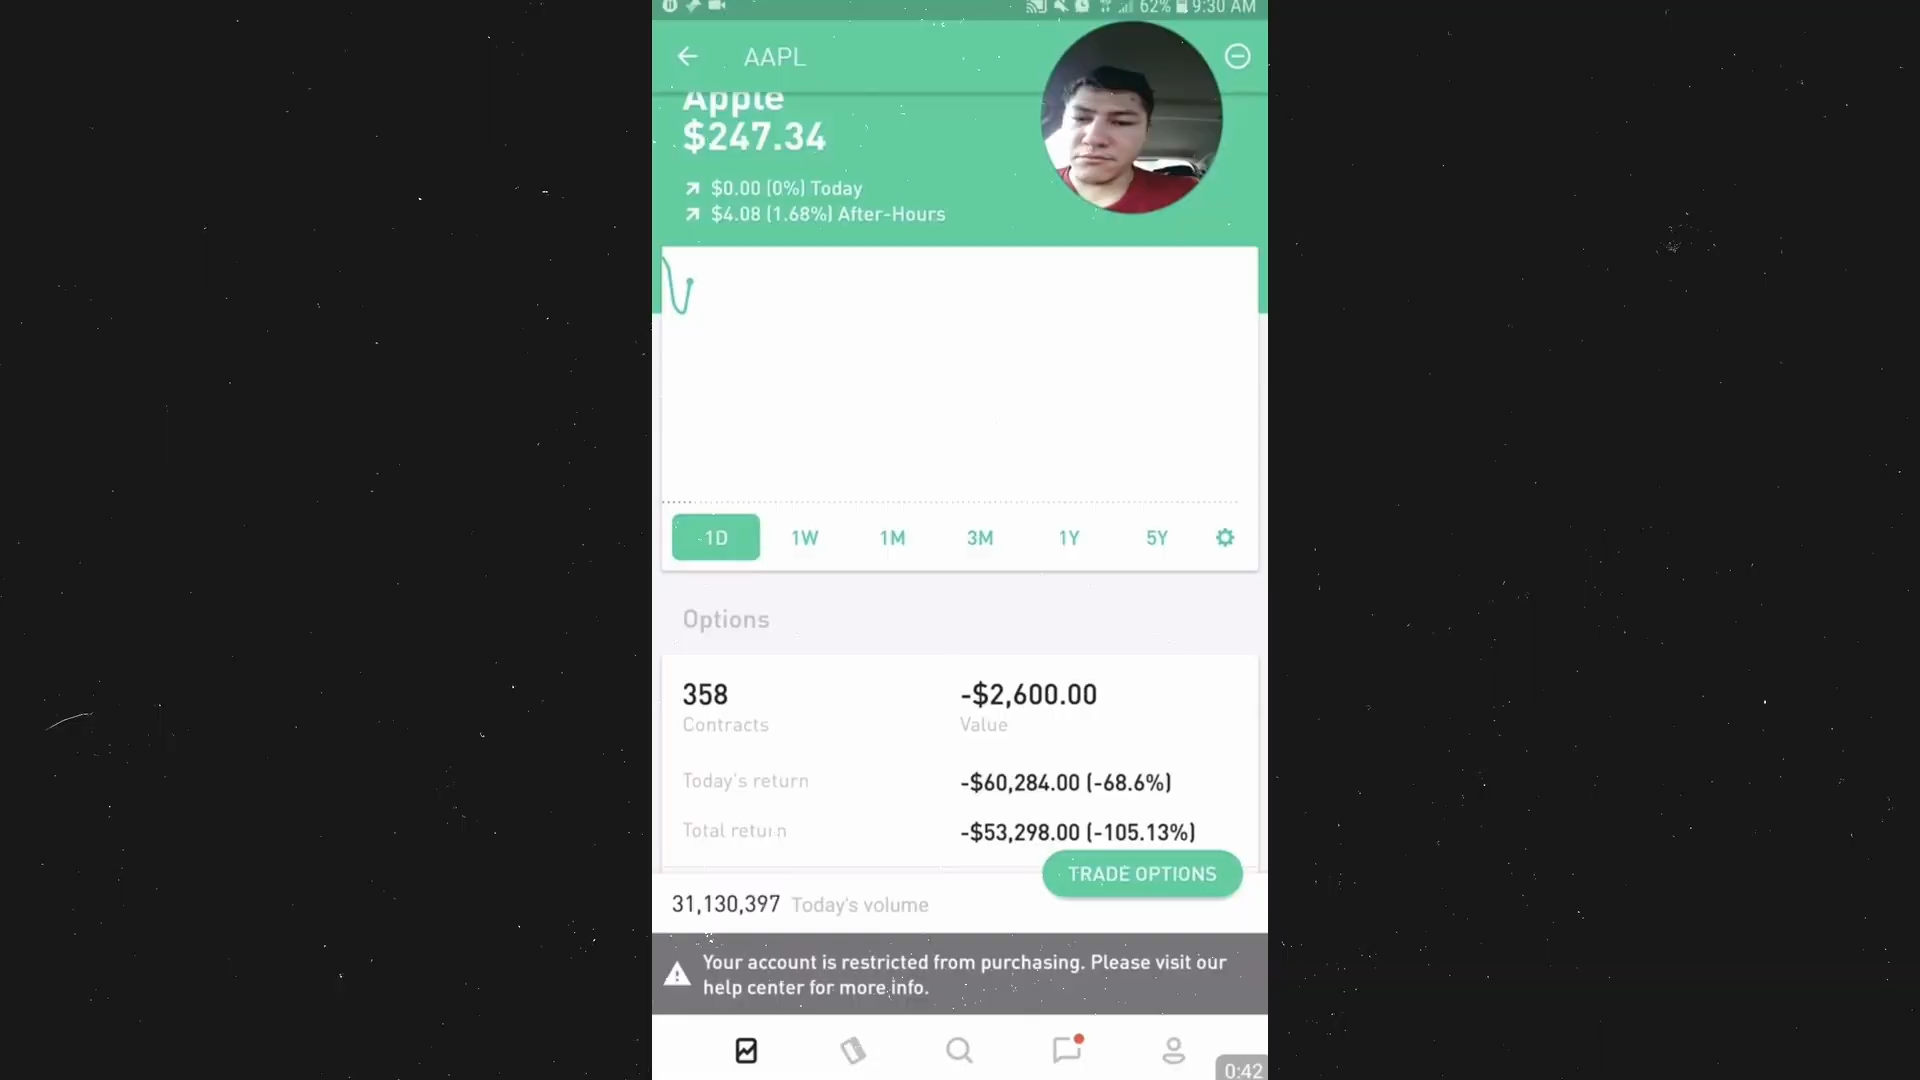 62% 9:30 AM
AAPL
Apple
$247.34
$0.00 (0%) Today
$4.08 (1.68%) After-Hours
1D 1W 1M 3M 1Y 5Y
Options
358 -$2,600.00
Contracts Value
Today's return -$60,284.00 (-68.6%)
Total return -$53,298.00 (-105.13%)
TRADE OPTIONS
31,130,397 Today's volume
Your account is restricted from purchasing. Please visit our
help center for more info.
0:42